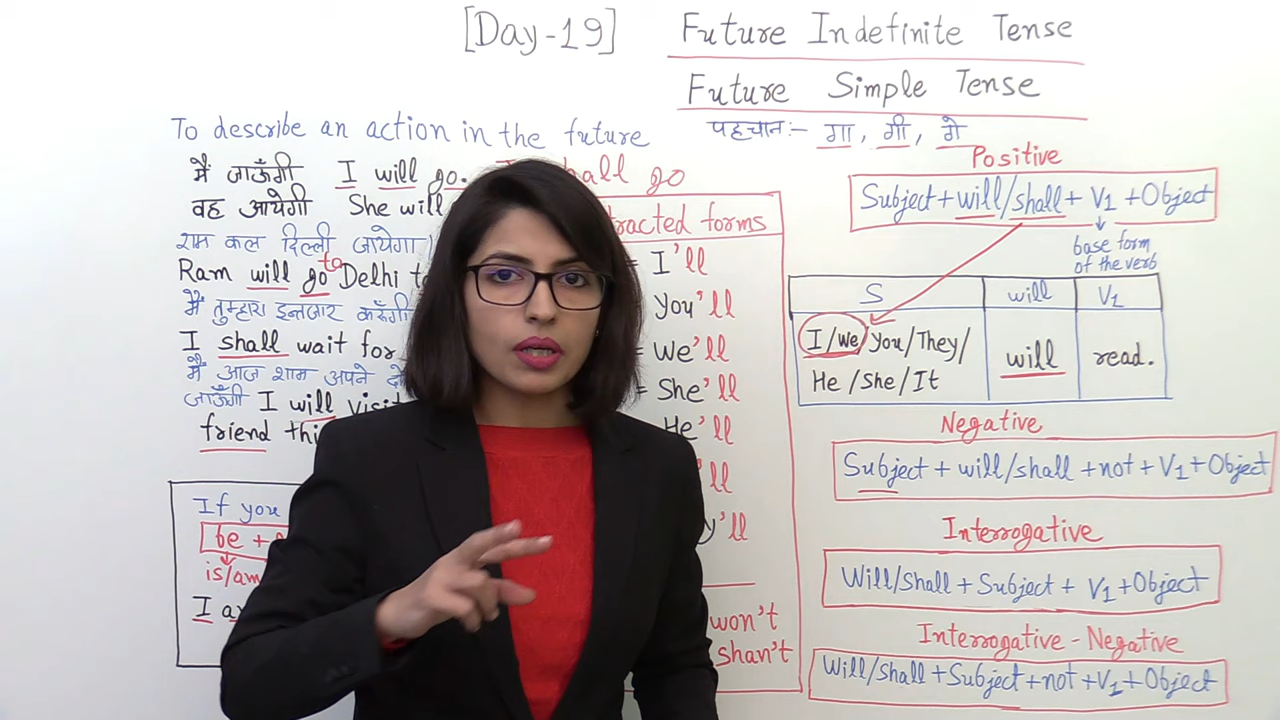 [Day-19]
Future Indefinite Tense
Future Simple Tense
To describe an action in the future
पहचान:- गा, गी, गे
मैं जाऊँगी I will go. I shall go
वह आयेगी She will
राम कल दिल्ली जायेगा।
Ram will go to Delhi
मैं तुम्हारा इन्तजार करूँगी
I shall wait for
मैं आज शाम अपने
जाऊँगी I will visit
friend
If you
be +
is/am
I
forms
= I'll
You'll
= We'll
= She'll
He'll
'll
'll
won't
shan't
Positive
Subject + will/shall + V1 + Object
base form
of the verb
S will V1
I/We/You/They/
He/She/It
will read.
Negative
Subject + will/shall + not + V1 + Object
Interrogative
Will/Shall + Subject + V1 + Object
Interrogative - Negative
Will/Shall + Subject + not + V1 + Object